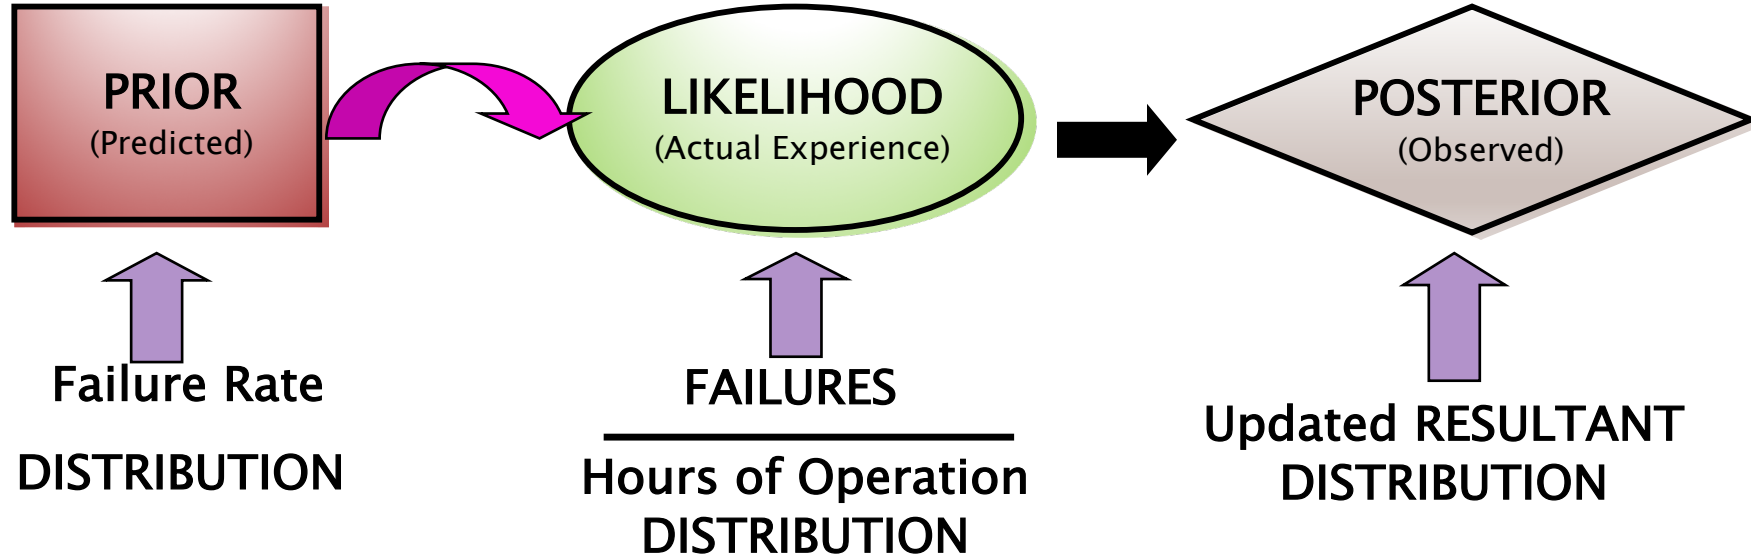 PRIOR
(Predicted)
LIKELIHOOD
(Actual Experience)
POSTERIOR
(Observed)
Failure Rate
DISTRIBUTION
FAILURES
Hours of Operation
DISTRIBUTION
Updated RESULTANT
DISTRIBUTION